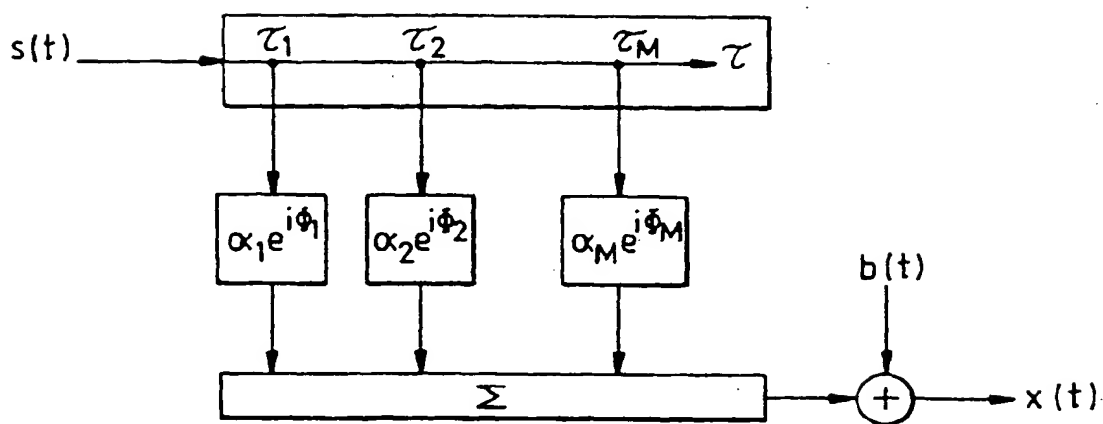 s(t) τ1 τ2 τM τ
α1e^iΦ1 α2e^iΦ2 αMe^iΦM
b(t)
Σ + x(t)